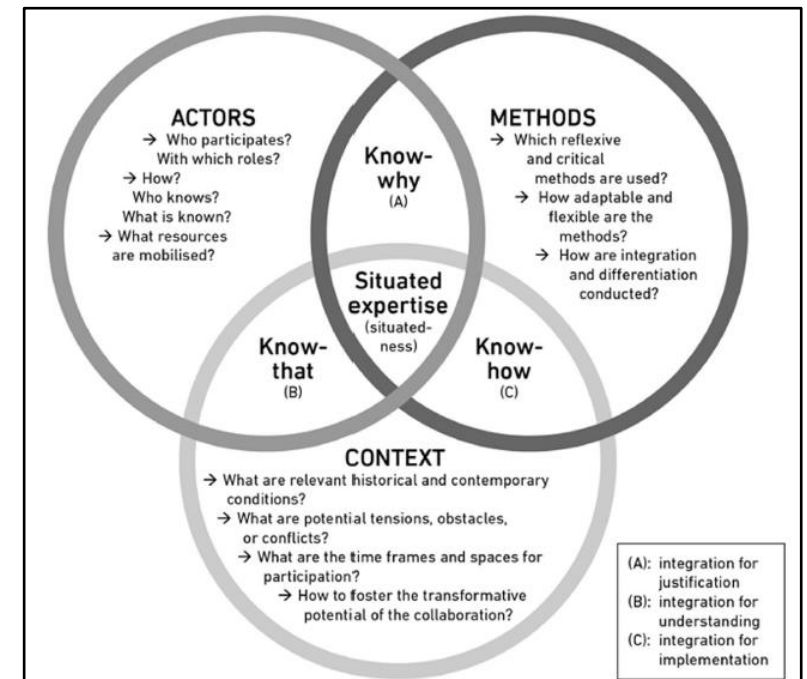 ACTORS
→ Who participates?
With which roles?
→ How?
Who knows?
What is known?
→ What resources
are mobilised?
METHODS
→ Which reflexive
and critical
methods are used?
→ How adaptable and
flexible are the
methods?
→ How are integration
and differentiation
conducted?
Know-
why
(A)
Situated
expertise
(situated-
ness)
Know-
that
(B)
Know-
how
(C)
CONTEXT
→ What are relevant historical and contemporary
conditions?
→ What are potential tensions, obstacles,
or conflicts?
→ What are the time frames and spaces for
participation?
→ How to foster the transformative
potential of the collaboration?
(A): integration for
justification
(B): integration for
understanding
(C): integration for
implementation